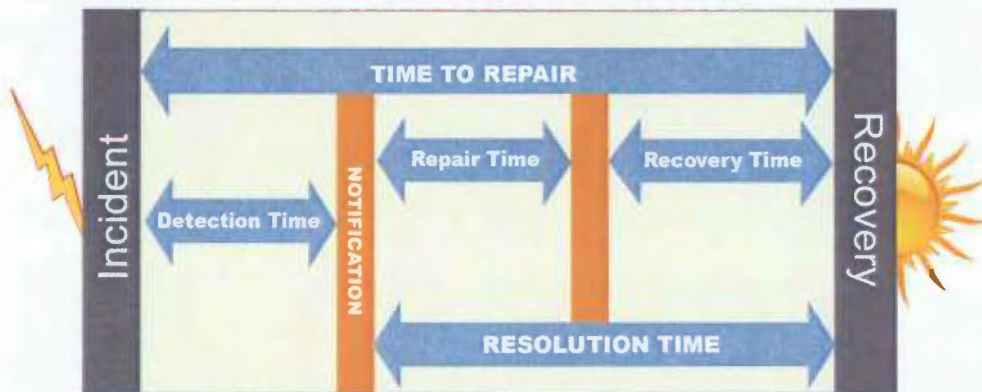 TIME TO REPAIR
Incident
Detection Time
NOTIFICATION
Repair Time
Recovery Time
RESOLUTION TIME
Recovery